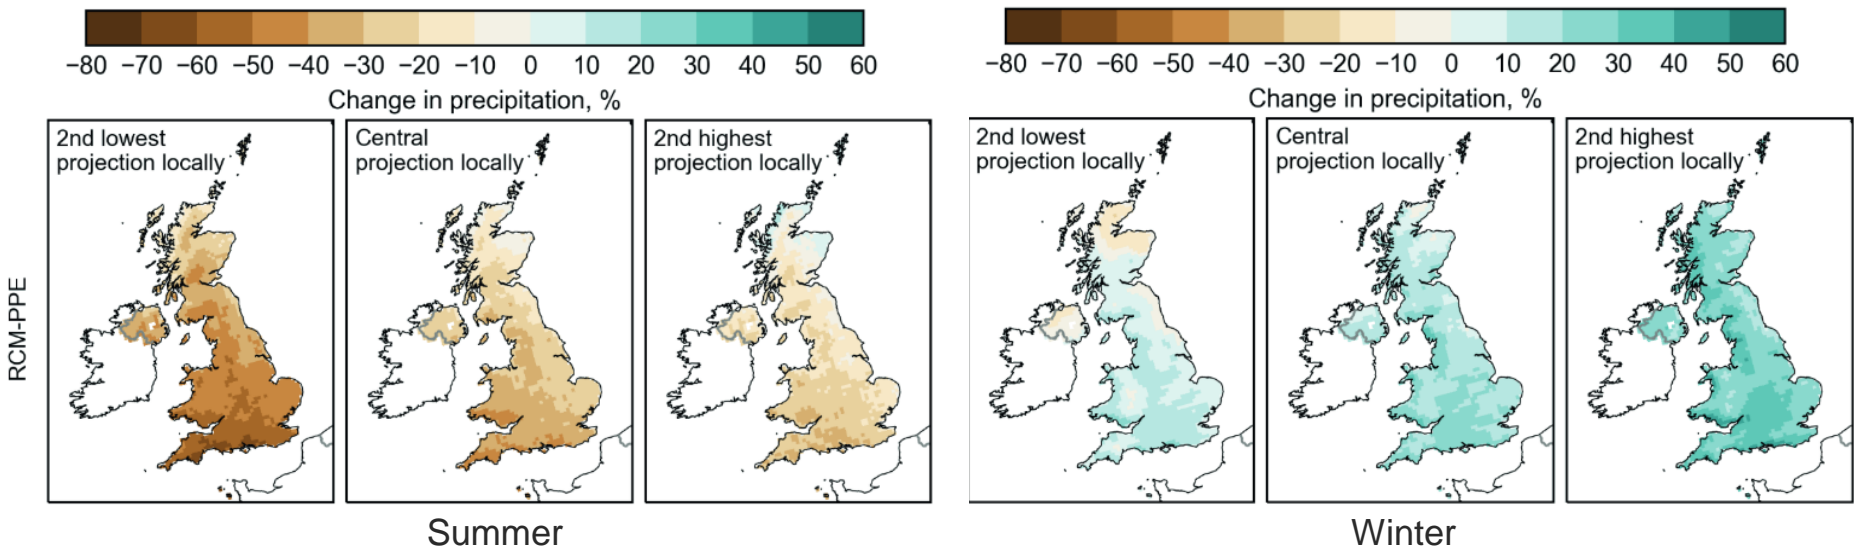 −80 −70 −60 −50 −40 −30 −20 −10 0 10 20 30 40 50 60
Change in precipitation, %
2nd lowest
projection locally
Central
projection locally
2nd highest
projection locally
RCM-PPE
Summer
−80 −70 −60 −50 −40 −30 −20 −10 0 10 20 30 40 50 60
Change in precipitation, %
2nd lowest
projection locally
Central
projection locally
2nd highest
projection locally
Winter